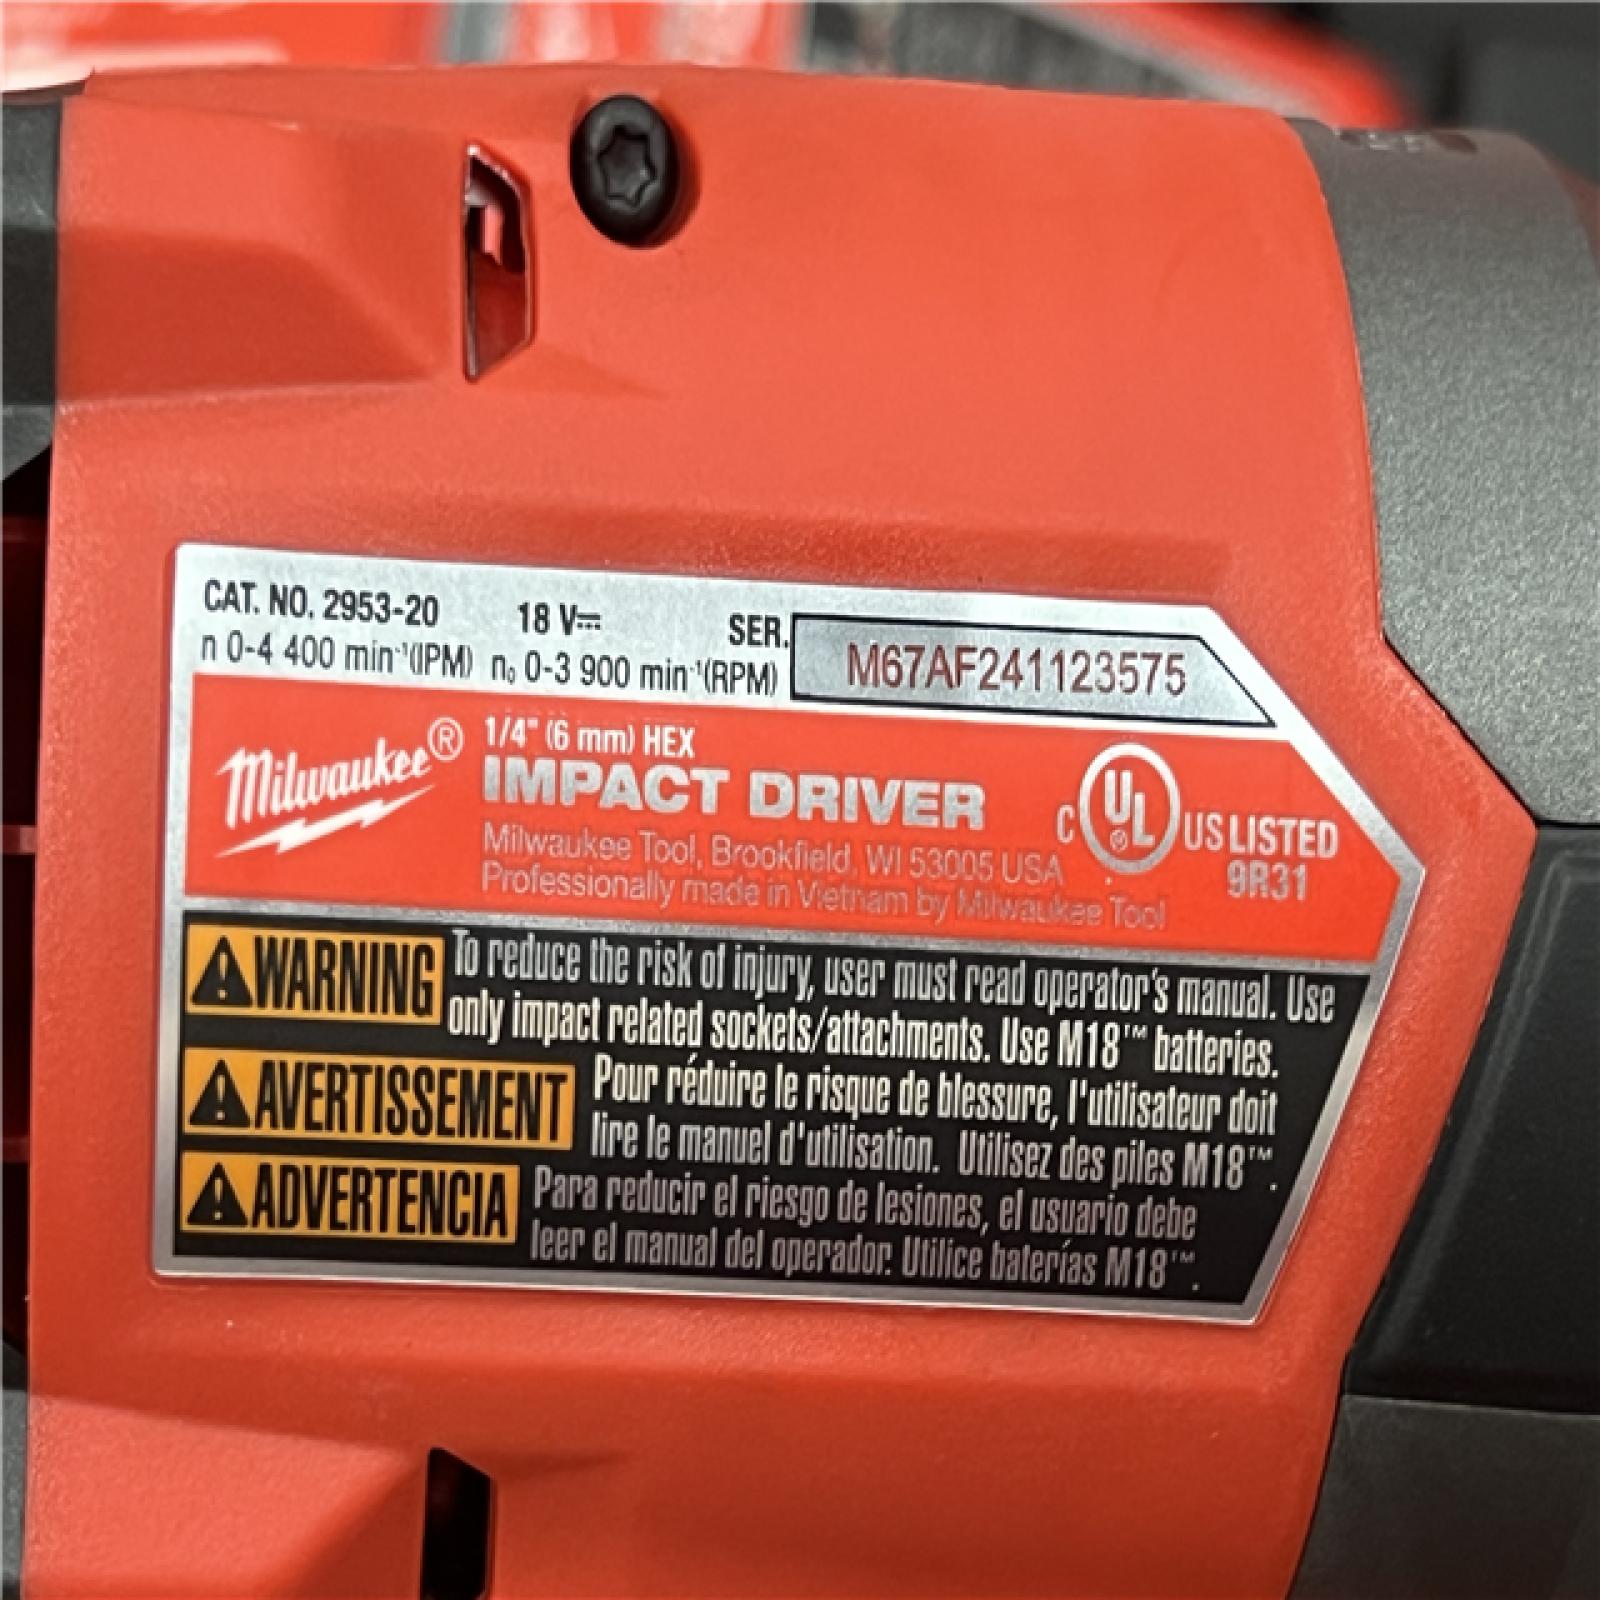 CAT. NO. 2953-20 18 V⎓ SER. M67AF241123575
n 0-4 400 min⁻¹(IPM) n₀ 0-3 900 min⁻¹(RPM)
Milwaukee®
1/4" (6 mm) HEX
IMPACT DRIVER
Milwaukee Tool, Brookfield, WI 53005 USA
Professionally made in Vietnam by Milwaukee Tool
C UL US LISTED
9R31
WARNING To reduce the risk of injury, user must read operator's manual. Use
only impact related sockets/attachments. Use M18™ batteries.
AVERTISSEMENT Pour réduire le risque de blessure, l'utilisateur doit
lire le manuel d'utilisation. Utilisez des piles M18™.
ADVERTENCIA Para reducir el riesgo de lesiones, el usuario debe
leer el manual del operador. Utilice baterías M18™.